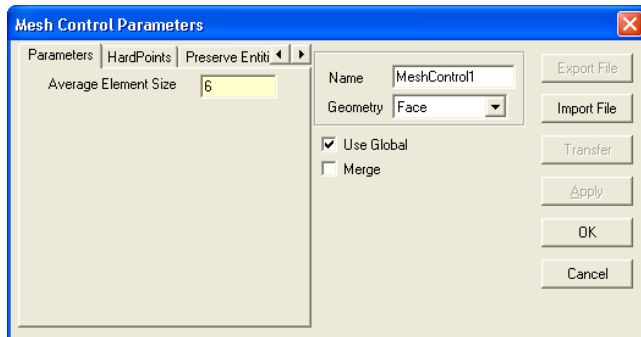 Mesh Control Parameters
Parameters HardPoints Preserve Entiti
Average Element Size 6
Name MeshControl1
Geometry Face
Use Global
Merge
Export File
Import File
Transfer
Apply
OK
Cancel